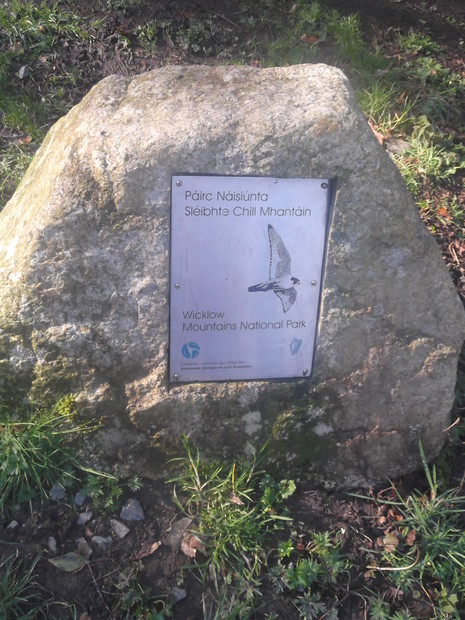 Páirc Náisiúnta
Sléibhte Chill Mhantáin
Wicklow
Mountains National Park